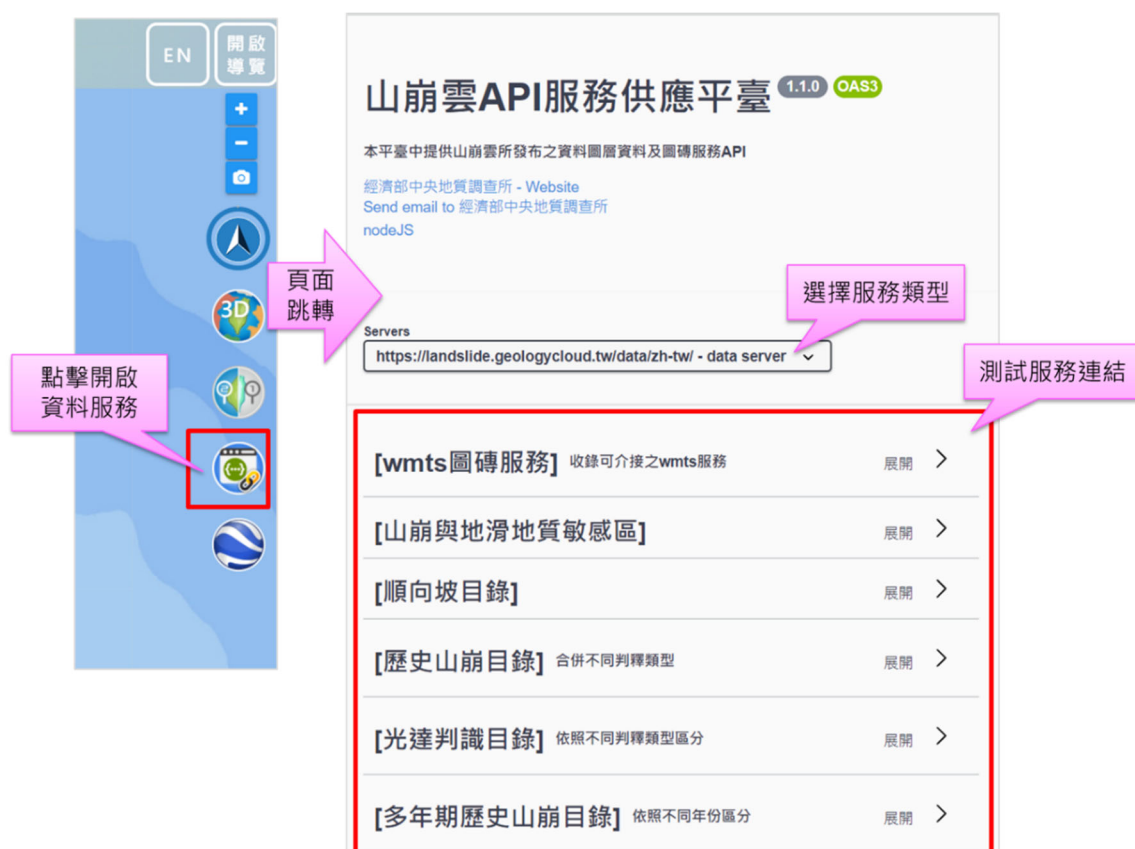 EN
開啟
導覽
+
−
3D
點擊開啟
資料服務
頁面
跳轉
山崩雲API服務供應平臺 1.1.0 OAS3
本平臺中提供山崩雲所發布之資料圖層資料及圖磚服務API
經濟部中央地質調查所 - Website
Send email to 經濟部中央地質調查所
nodeJS
選擇服務類型
Servers
https://landslide.geologycloud.tw/data/zh-tw/ - data server
測試服務連結
[wmts圖磚服務] 收錄可介接之wmts服務 展開
[山崩與地滑地質敏感區] 展開
[順向坡目錄] 展開
[歷史山崩目錄] 合併不同判釋類型 展開
[光達判識目錄] 依照不同判釋類型區分 展開
[多年期歷史山崩目錄] 依照不同年份區分 展開